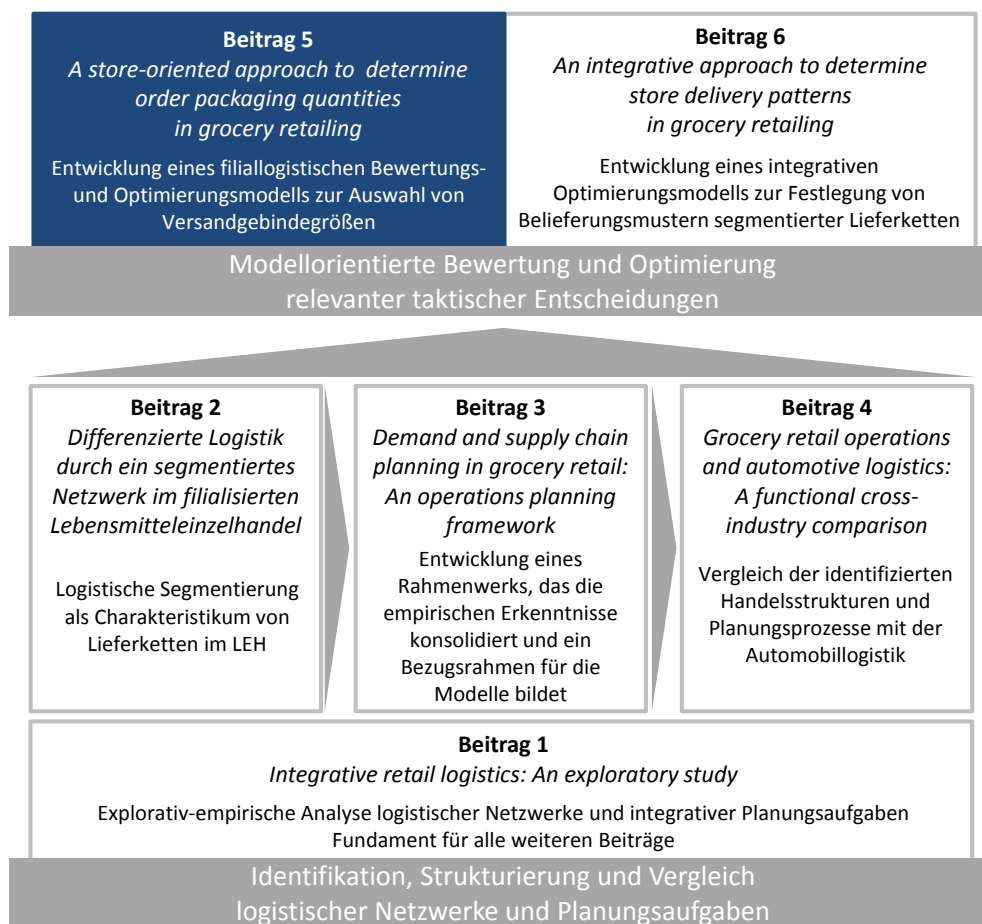 Beitrag 5
A store-oriented approach to determine
order packaging quantities
in grocery retailing
Entwicklung eines filiallogistischen Bewertungs-
und Optimierungsmodells zur Auswahl von
Versandgebindegrößen
Beitrag 6
An integrative approach to determine
store delivery patterns
in grocery retailing
Entwicklung eines integrativen
Optimierungsmodells zur Festlegung von
Belieferungsmustern segmentierter Lieferketten
Modellorientierte Bewertung und Optimierung
relevanter taktischer Entscheidungen
Beitrag 2
Differenzierte Logistik
durch ein segmentiertes
Netzwerk im filialisierten
Lebensmitteleinzelhandel
Logistische Segmentierung
als Charakteristikum von
Lieferketten im LEH
Beitrag 3
Demand and supply chain
planning in grocery retail:
An operations planning
framework
Entwicklung eines
Rahmenwerks, das die
empirischen Erkenntnisse
konsolidiert und ein
Bezugsrahmen für die
Modelle bildet
Beitrag 4
Grocery retail operations
and automotive logistics:
A functional cross-
industry comparison
Vergleich der identifizierten
Handelsstrukturen und
Planungsprozesse mit der
Automobillogistik
Beitrag 1
Integrative retail logistics: An exploratory study
Explorativ-empirische Analyse logistischer Netzwerke und integrativer Planungsaufgaben
Fundament für alle weiteren Beiträge
Identifikation, Strukturierung und Vergleich
logistischer Netzwerke und Planungsaufgaben